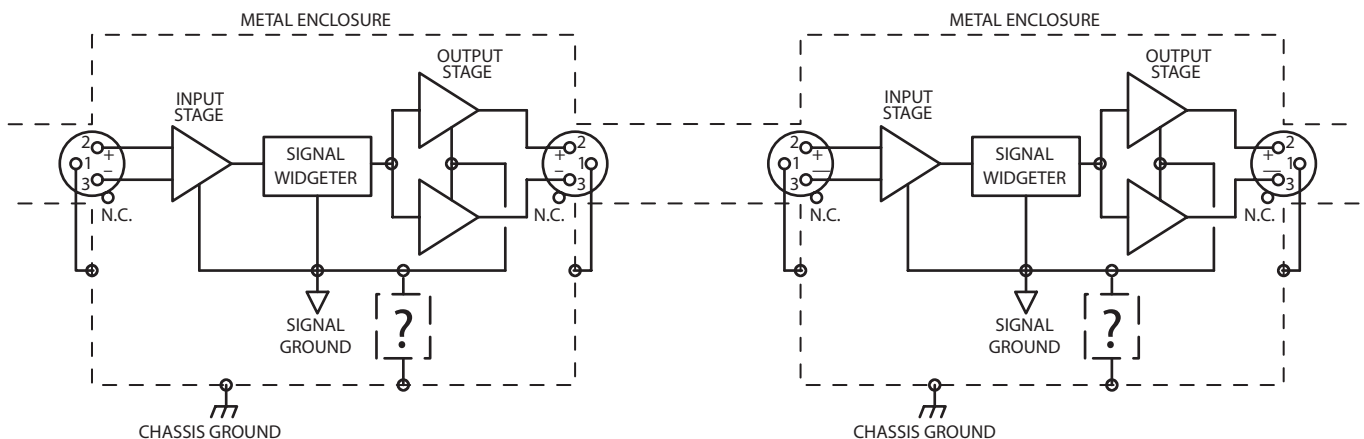 METAL ENCLOSURE
OUTPUT
STAGE
INPUT
STAGE
2
+
1
3
−
N.C.
SIGNAL
WIDGETER
2
+
1
−
3
N.C.
SIGNAL
GROUND
?
CHASSIS GROUND
METAL ENCLOSURE
OUTPUT
STAGE
INPUT
STAGE
2
+
1
3
—
N.C.
SIGNAL
WIDGETER
2
+
1
—
3
N.C.
SIGNAL
GROUND
?
CHASSIS GROUND